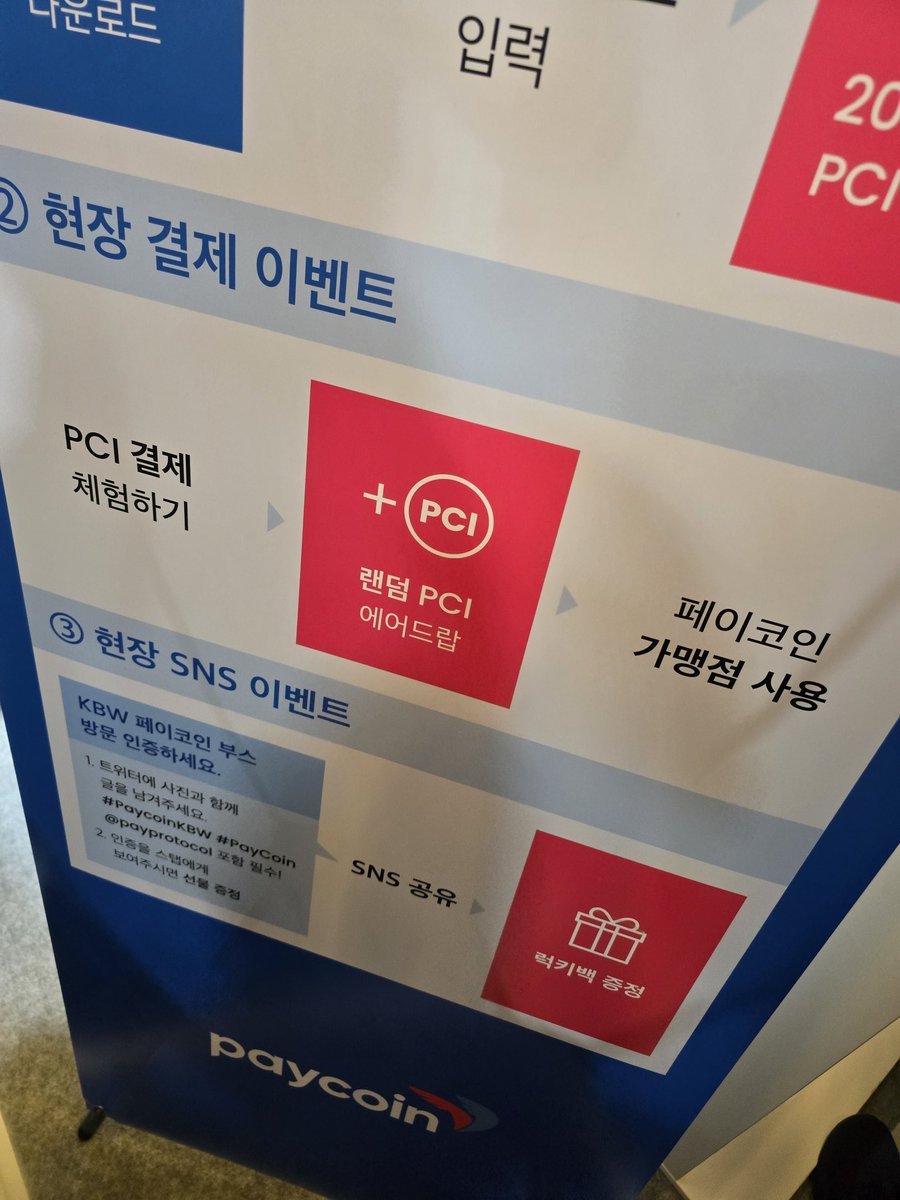 다운로드
입력
20
PCI
② 현장 결제 이벤트
PCI 결제
체험하기
+ PCI
랜덤 PCI
에어드랍
페이코인
가맹점 사용
③ 현장 SNS 이벤트
KBW 페이코인 부스
방문 인증하세요.
1. 트위터에 사진과 함께
글을 남겨주세요.
#PaycoinKBW #PayCoin
@payprotocol 포함 필수!
2. 인증을 스탭에게
보여주시면 선물 증정
SNS 공유
럭키백 증정
paycoin